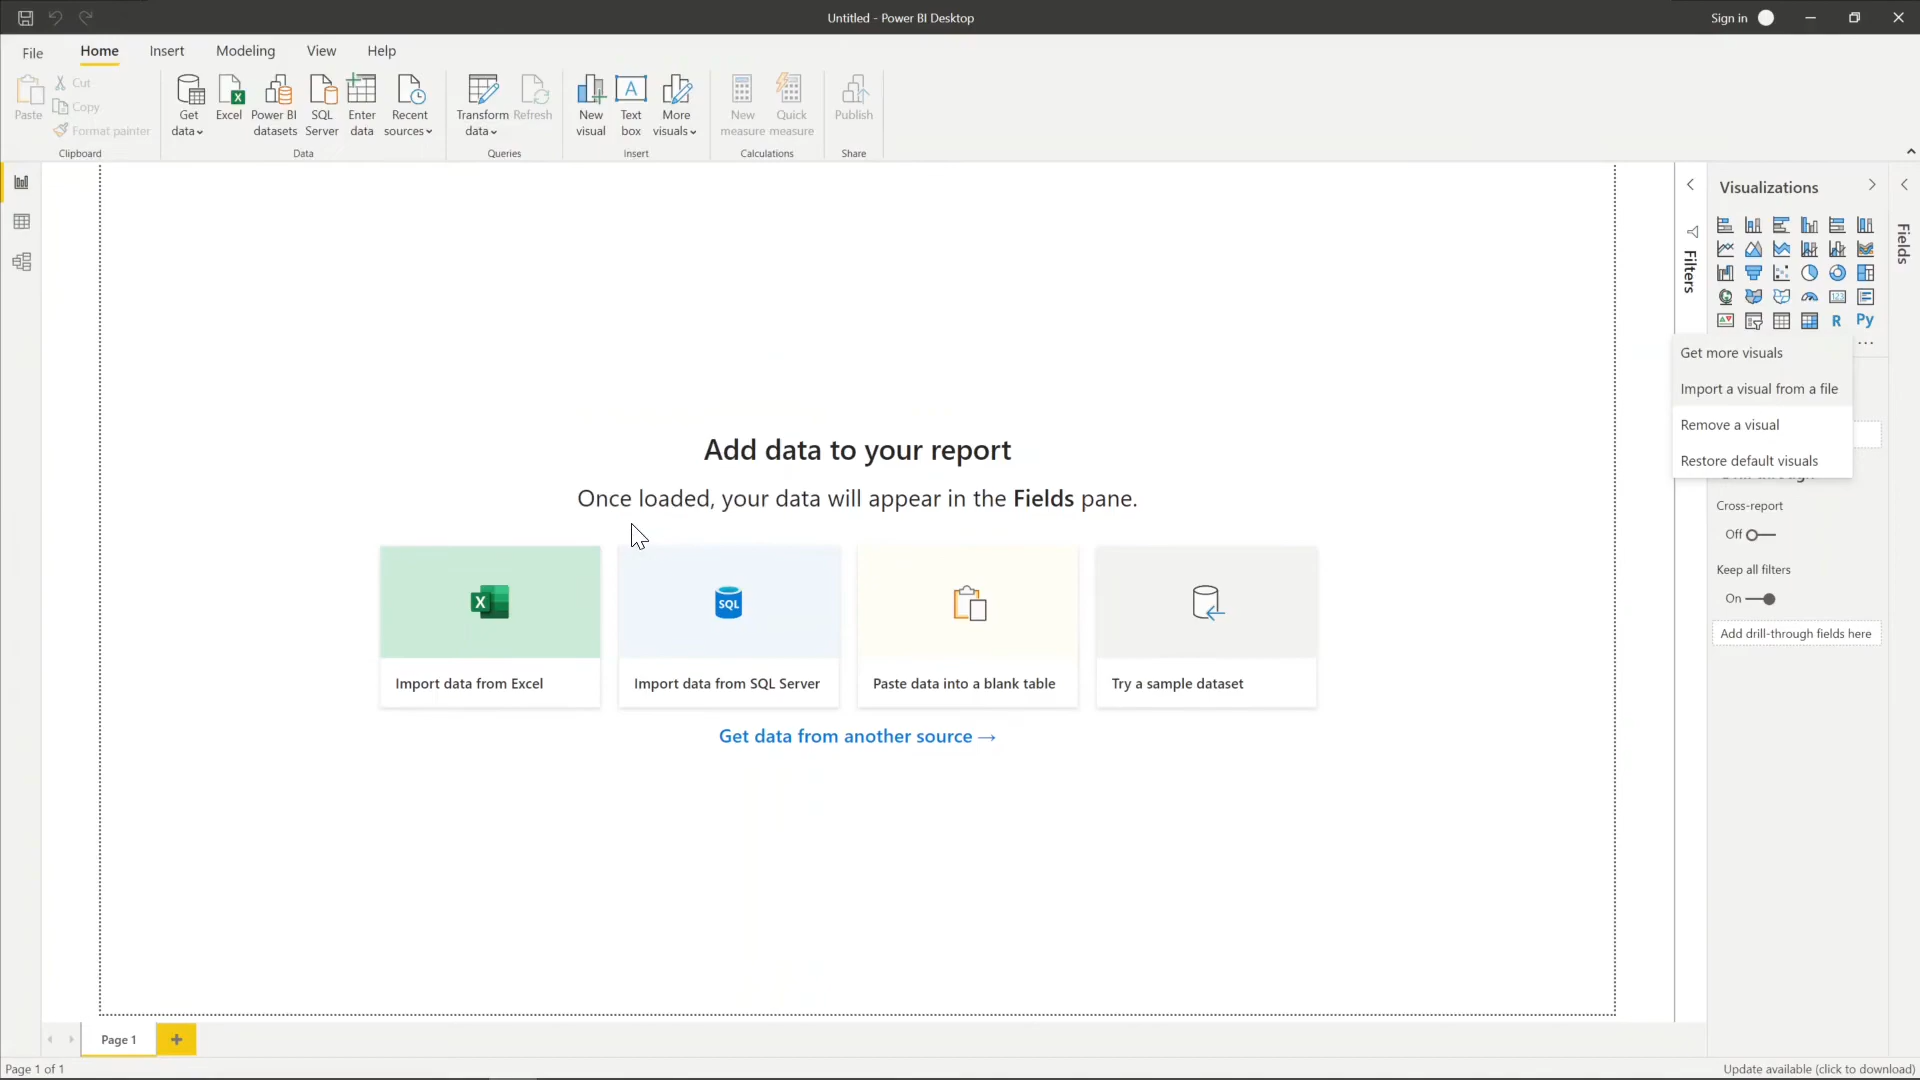 Untitled - Power BI Desktop
Sign in
File
Home
Insert
Modeling
View
Help
Paste
Cut
Copy
Format painter
Clipboard
Get data
Excel
Power BI datasets
SQL Server
Enter data
Recent sources
Data
Transform data
Refresh
Queries
New visual
A
Text box
More visuals
Insert
New measure
Quick measure
Calculations
Publish
Share
Filters
Visualizations
Fields
123
R
Py
...
Get more visuals
Import a visual from a file
Remove a visual
Restore default visuals
Cross-report
Off
Keep all filters
On
Add drill-through fields here
Add data to your report
Once loaded, your data will appear in the Fields pane.
X
SQL
Import data from Excel
Import data from SQL Server
Paste data into a blank table
Try a sample dataset
Get data from another source →
Page 1
+
Page 1 of 1
Update available (click to download)